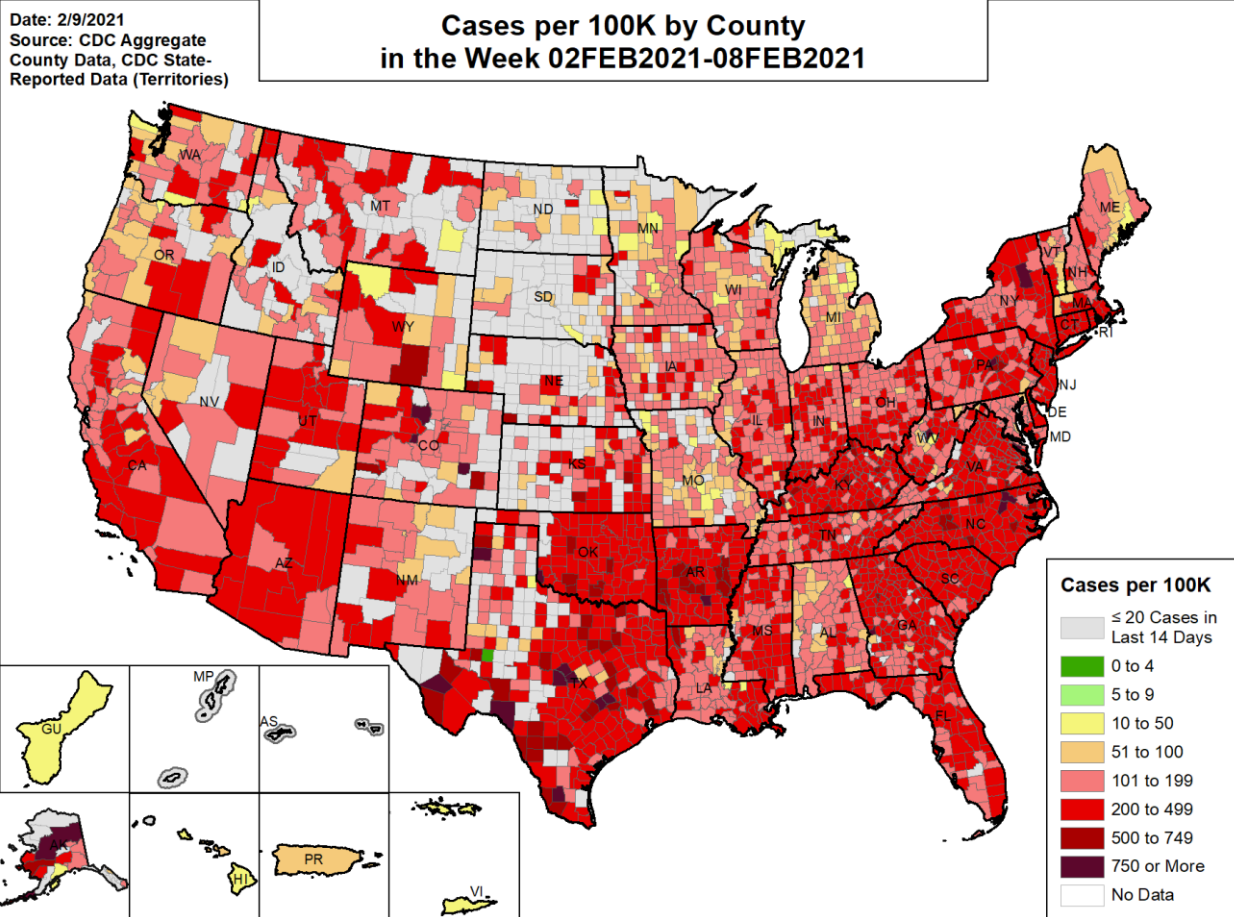 Date: 2/9/2021
Source: CDC Aggregate
County Data, CDC State-
Reported Data (Territories)
Cases per 100K by County
in the Week 02FEB2021-08FEB2021
WA
MT
ND
MN
ME
OR
ID
SD
WI
VT
NH
NY
MA
CT
RI
WY
MI
IA
PA
NJ
NE
NV
UT
CO
IL
IN
OH
DE
MD
WV
CA
KS
MO
KY
VA
AZ
NM
OK
AR
TN
NC
SC
MS
AL
GA
TX
LA
FL
GU
MP
AS
AK
HI
PR
VI
Cases per 100K
≤ 20 Cases in
Last 14 Days
0 to 4
5 to 9
10 to 50
51 to 100
101 to 199
200 to 499
500 to 749
750 or More
No Data